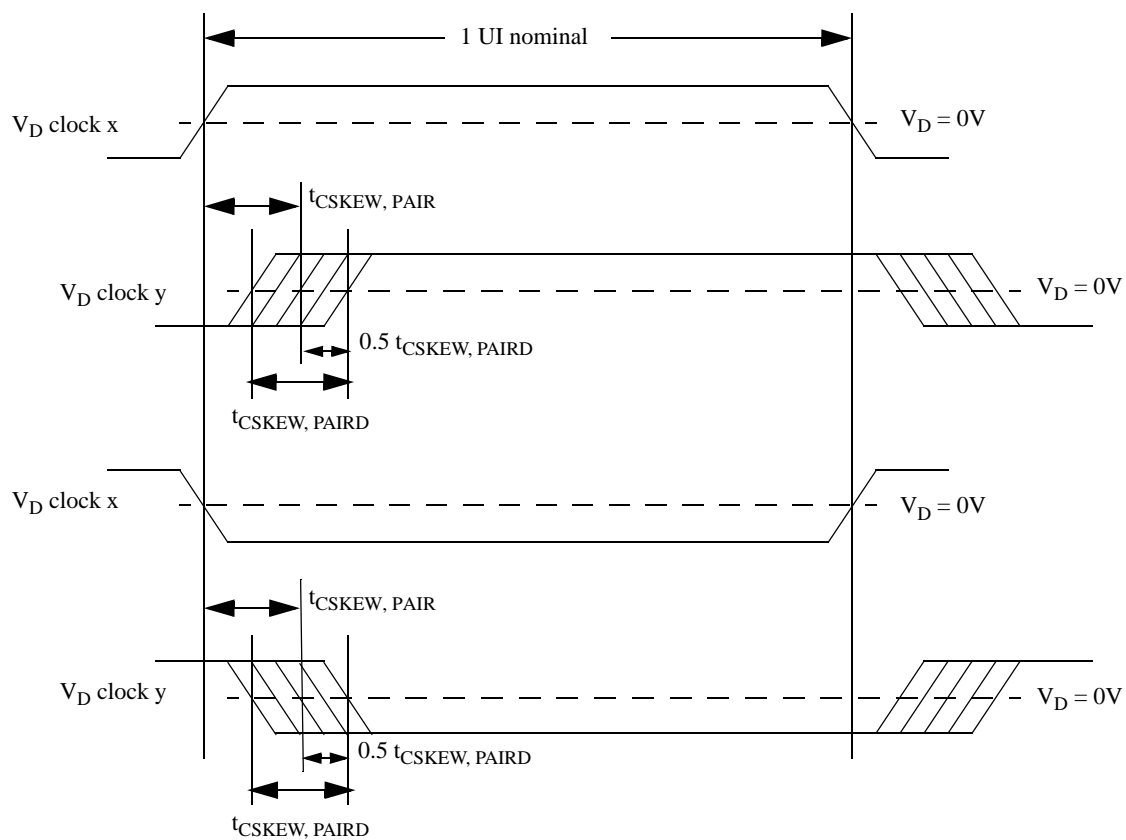 1 UI nominal
V_D clock x
V_D = 0V
t_CSKEW, PAIR
V_D clock y
V_D = 0V
0.5 t_CSKEW, PAIRD
t_CSKEW, PAIRD
V_D clock x
V_D = 0V
t_CSKEW, PAIR
V_D clock y
V_D = 0V
0.5 t_CSKEW, PAIRD
t_CSKEW, PAIRD